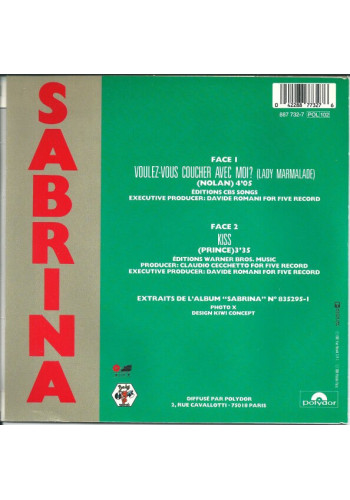 SABRINA
0 42288 77327 6
887 732-7 POL 102
FACE 1
VOULEZ-VOUS COUCHER AVEC MOI? (LADY MARMALADE)
(NOLAN) 4'05
ÉDITIONS CBS SONGS
EXECUTIVE PRODUCER: DAVIDE ROMANI FOR FIVE RECORD
FACE 2
KISS
(PRINCE) 3'35
ÉDITIONS WARNER BROS. MUSIC
PRODUCER: CLAUDIO CECCHETTO FOR FIVE RECORD
EXECUTIVE PRODUCER: DAVIDE ROMANI FOR FIVE RECORD
EXTRAITS DE L'ALBUM "SABRINA" N° 835295-1
PHOTO X
DESIGN KIWI CONCEPT
DIFFUSÉ PAR POLYDOR
2, RUE CAVALLOTTI - 75018 PARIS
polydor